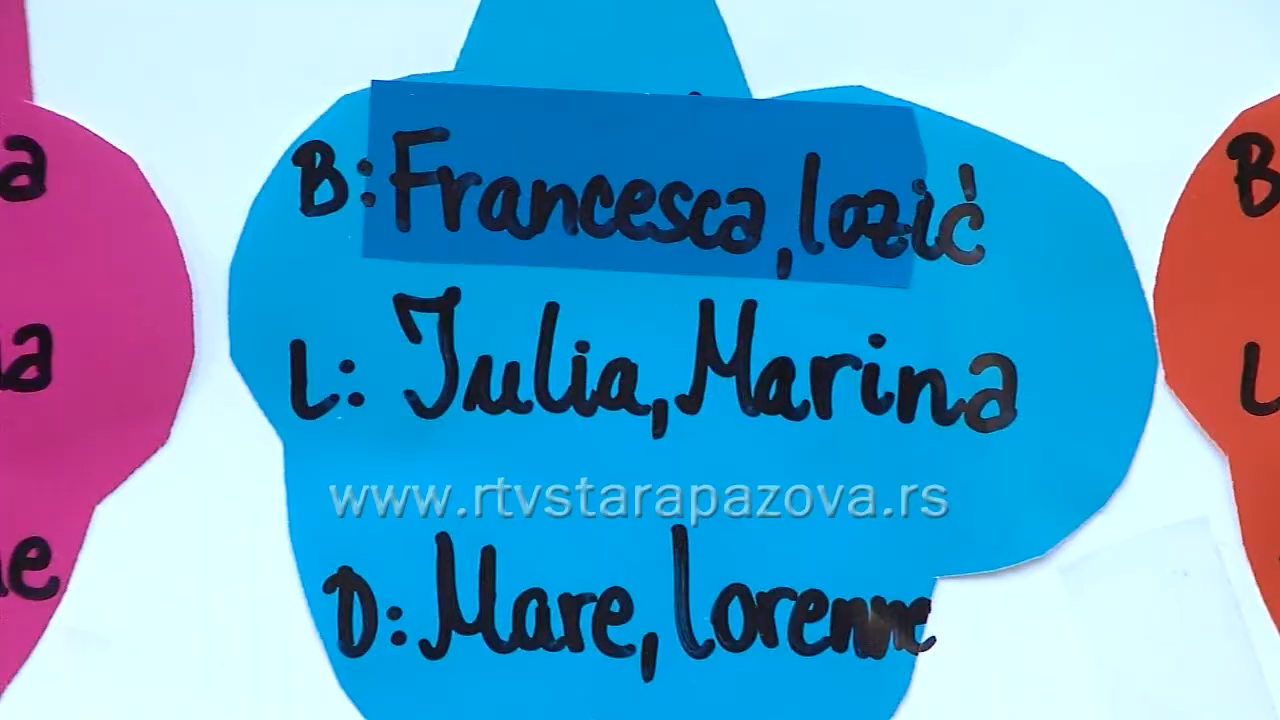 B: Francesca, lozić
L: Julia, Marina
www.rtvstarapazova.rs
D: Mare, lorenne